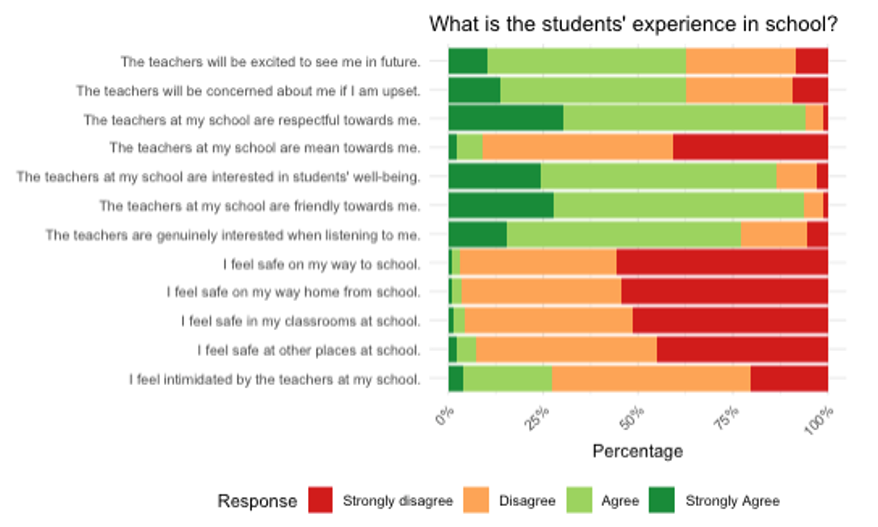 What is the students' experience in school?
The teachers will be excited to see me in future.
The teachers will be concerned about me if I am upset.
The teachers at my school are respectful towards me.
The teachers at my school are mean towards me.
The teachers at my school are interested in students' well-being.
The teachers at my school are friendly towards me.
The teachers are genuinely interested when listening to me.
I feel safe on my way to school.
I feel safe on my way home from school.
I feel safe in my classrooms at school.
I feel safe at other places at school.
I feel intimidated by the teachers at my school.
0% 25% 50% 75% 100%
Percentage
Response Strongly disagree Disagree Agree Strongly Agree